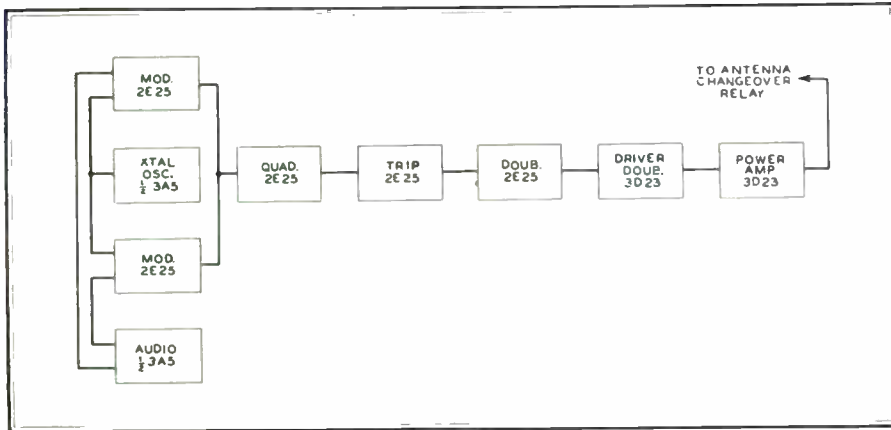 MOD.
2E25
XTAL
OSC.
½ 3A5
MOD.
2E25
AUDIO
½ 3A5
QUAD.
2E25
TRIP
2E25
DOUB.
2E25
DRIVER
DOUB.
3D23
POWER
AMP
3D23
TO ANTENNA
CHANGEOVER
RELAY